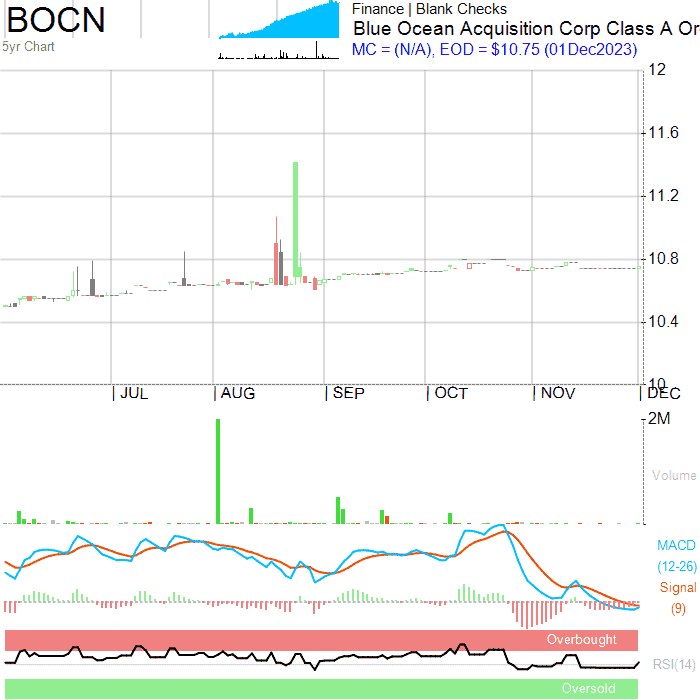 BOCN
5yr Chart
Finance | Blank Checks
Blue Ocean Acquisition Corp Class A Or
MC = (N/A), EOD = $10.75 (01Dec2023)
12
11.6
11.2
10.8
10.4
10
JUL
AUG
SEP
OCT
NOV
DEC
2M
Volume
MACD
(12-26)
Signal
(9)
Overbought
RSI(14)
Oversold